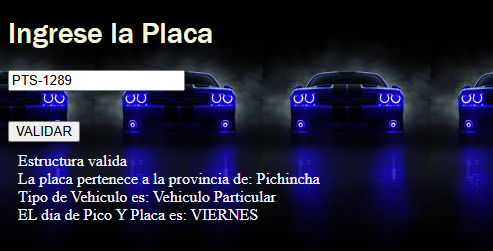 Ingrese la Placa
PTS-1289
VALIDAR
Estructura valida
La placa pertenece a la provincia de: Pichincha
Tipo de Vehiculo es: Vehiculo Particular
EL dia de Pico Y Placa es: VIERNES